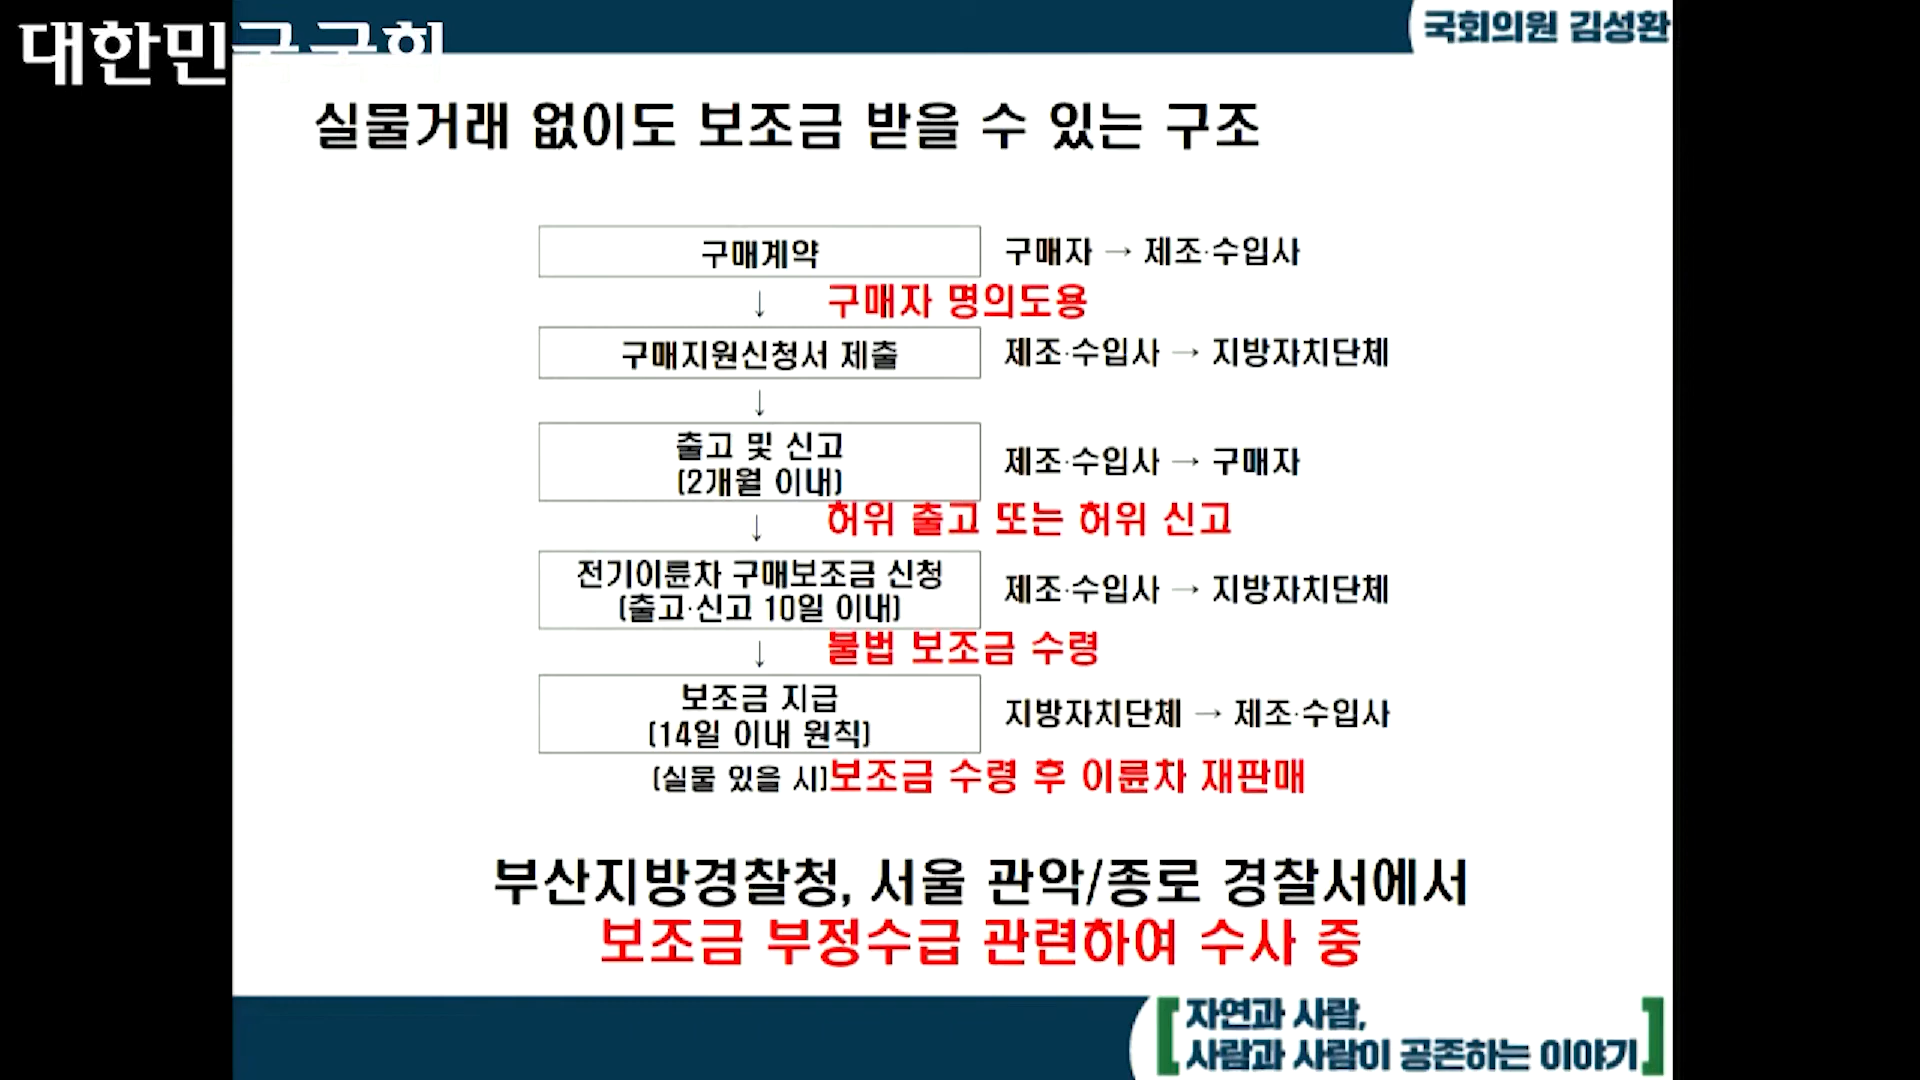 대한민국국회
국회의원 김성환
실물거래 없이도 보조금 받을 수 있는 구조
구매계약
구매자 → 제조·수입사
↓
구매자 명의도용
구매지원신청서 제출
제조·수입사 → 지방자치단체
↓
출고 및 신고
(2개월 이내)
제조·수입사 → 구매자
↓
허위 출고 또는 허위 신고
전기이륜차 구매보조금 신청
(출고·신고 10일 이내)
제조·수입사 → 지방자치단체
↓
불법 보조금 수령
보조금 지급
(14일 이내 원칙)
지방자치단체 → 제조·수입사
(실물 있을 시)보조금 수령 후 이륜차 재판매
부산지방경찰청, 서울 관악/종로 경찰서에서
보조금 부정수급 관련하여 수사 중
[자연과 사람,
사람과 사람이 공존하는 이야기]